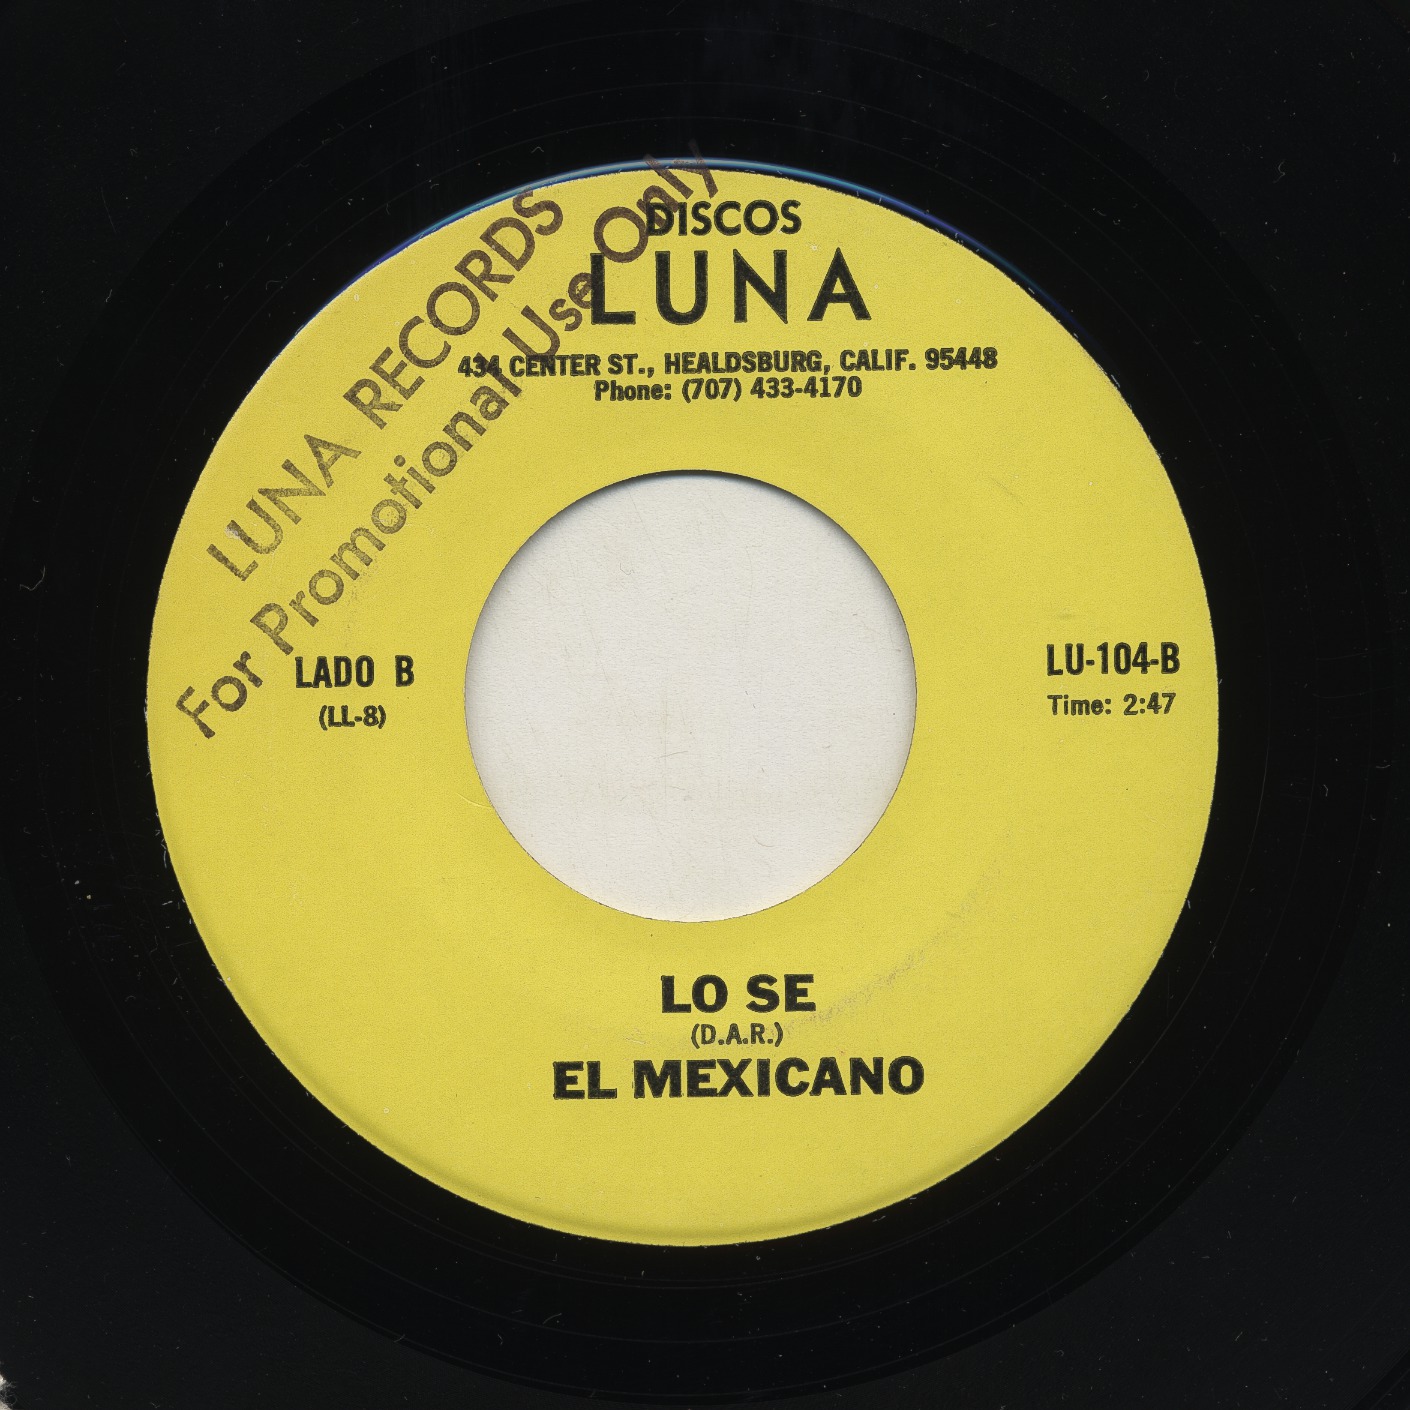 DISCOS
LUNA
434 CENTER ST., HEALDSBURG, CALIF. 95448
Phone: (707) 433-4170
LUNA RECORDS
For Promotional Use Only
LADO B
(LL-8)
LU-104-B
Time: 2:47
LO SE
(D.A.R.)
EL MEXICANO